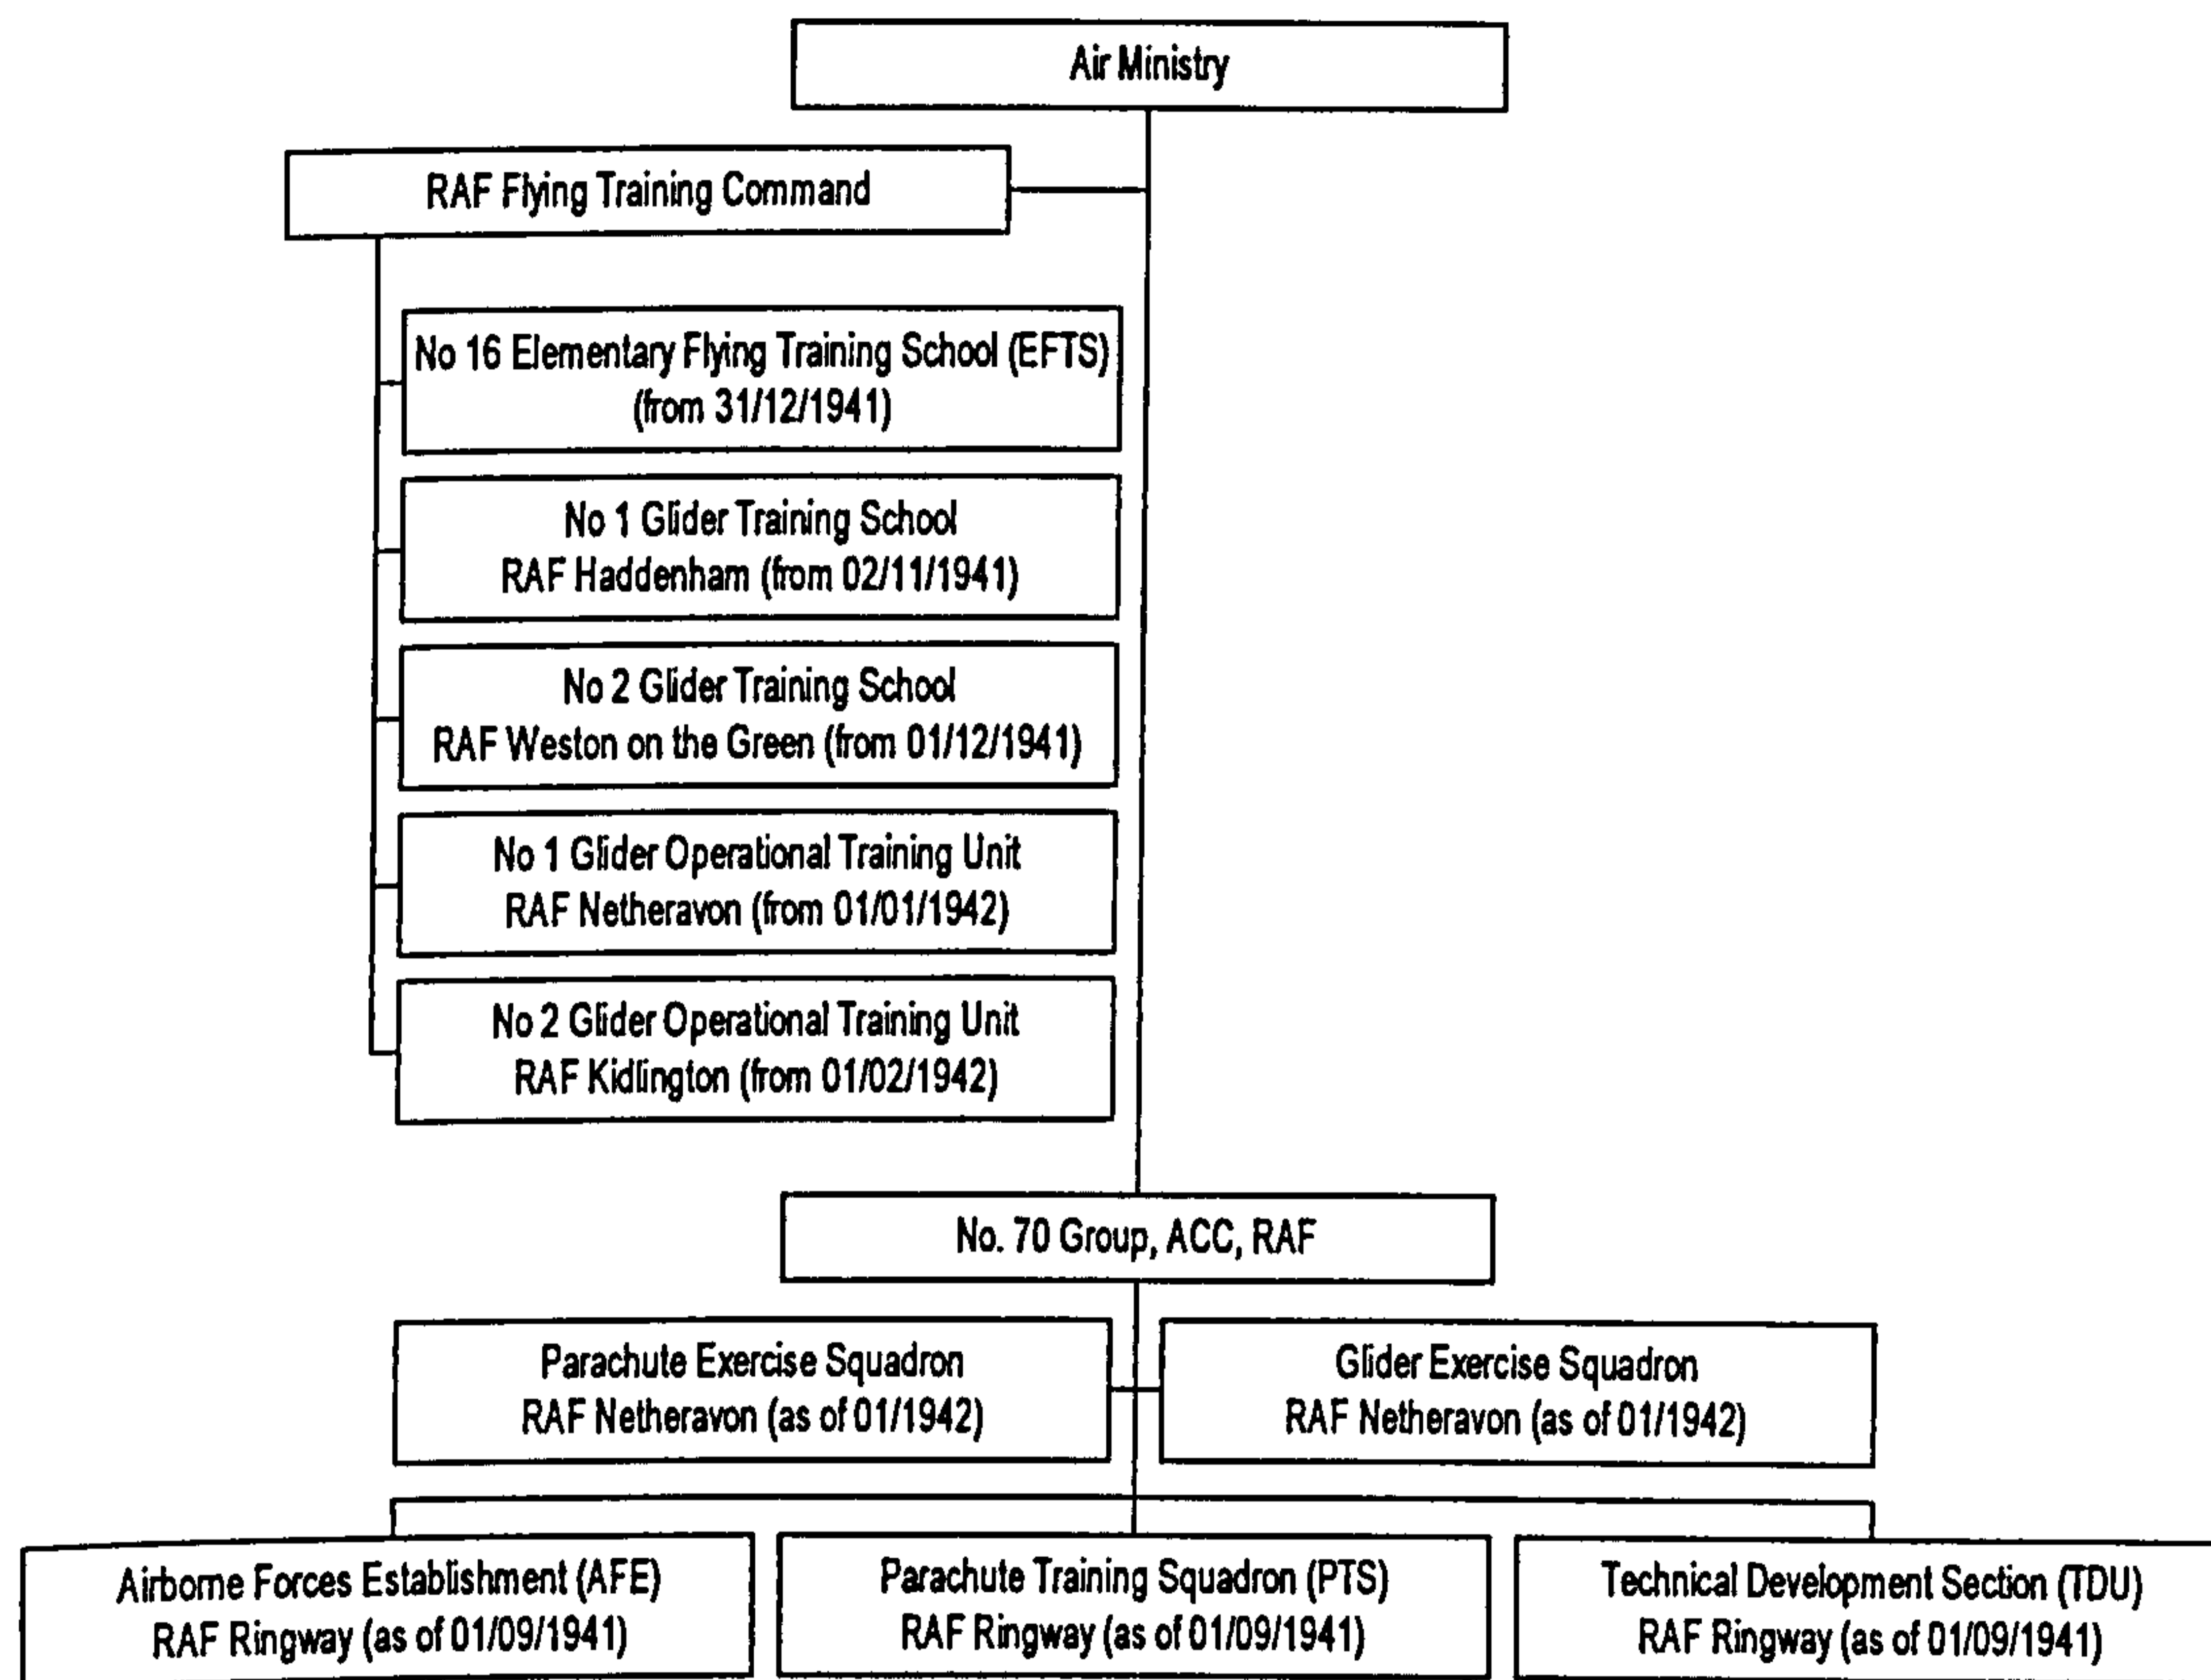 Air Ministry
RAF Flying Training Command
No 16 Elementary Flying Training School (EFTS)
(from 31/12/1941)
No 1 Glider Training School
RAF Haddenham (from 02/11/1941)
No 2 Glider Training School
RAF Weston on the Green (from 01/12/1941)
No 1 Glider Operational Training Unit
RAF Netheravon (from 01/01/1942)
No 2 Glider Operational Training Unit
RAF Kidlington (from 01/02/1942)
No. 70 Group, ACC, RAF
Parachute Exercise Squadron
RAF Netheravon (as of 01/1942)
Glider Exercise Squadron
RAF Netheravon (as of 01/1942)
Airborne Forces Establishment (AFE)
RAF Ringway (as of 01/09/1941)
Parachute Training Squadron (PTS)
RAF Ringway (as of 01/09/1941)
Technical Development Section (TDU)
RAF Ringway (as of 01/09/1941)